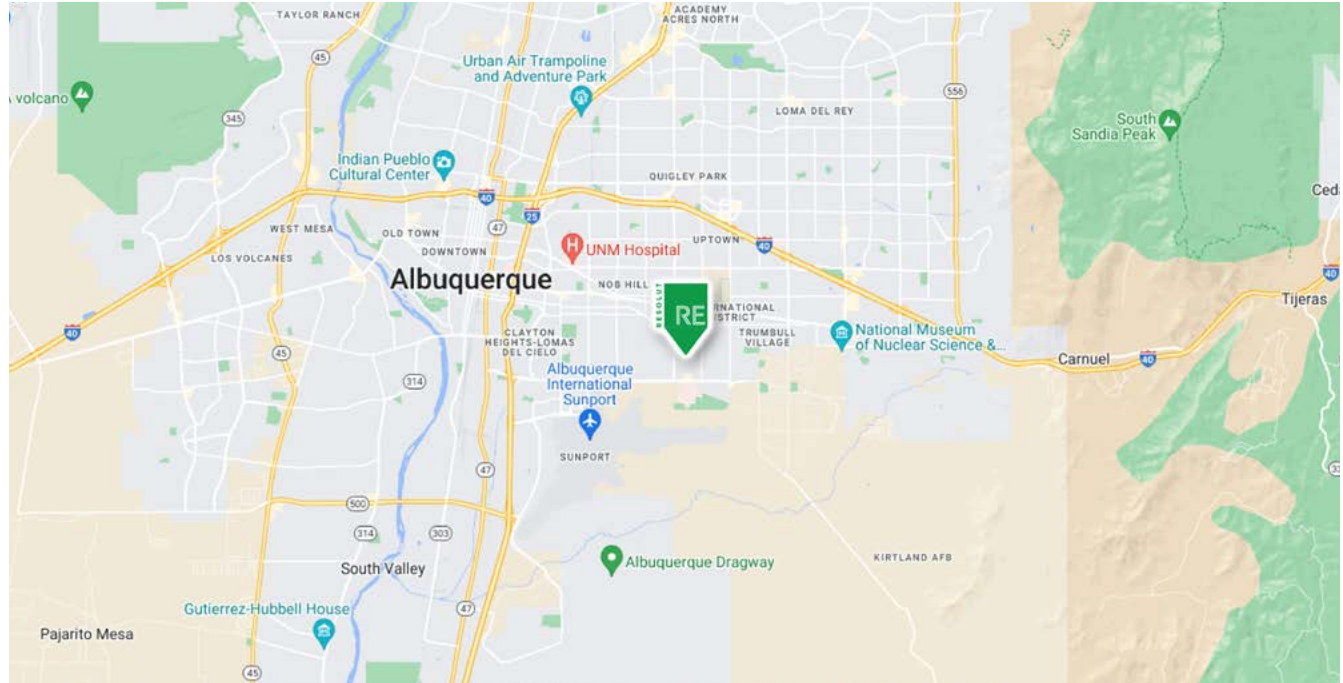 TAYLOR RANCH
ACADEMY
ACRES NORTH
45
Urban Air Trampoline
and Adventure Park
556
volcano
345
LOMA DEL REY
South
Sandia Peak
Indian Pueblo
Cultural Center
QUIGLEY PARK
40
25
47
WEST MESA
OLD TOWN
DOWNTOWN
UNM Hospital
UPTOWN
40
LOS VOLCANES
Albuquerque
NOB HILL
RESOLUT
RE
40
Tijeras
40
CLAYTON
HEIGHTS-LOMAS
DEL CIELO
TRUMBULL
VILLAGE
National Museum
of Nuclear Science &...
45
314
Carnuel
40
Albuquerque
International
Sunport
SUNPORT
47
500
314
303
South Valley
Albuquerque Dragway
KIRTLAND AFB
47
Gutierrez-Hubbell House
Pajarito Mesa
45